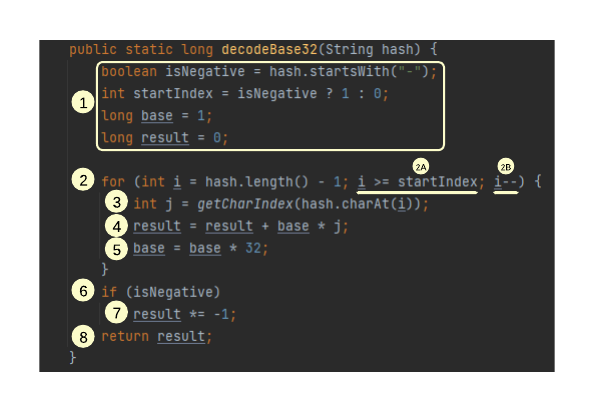 public static long decodeBase32(String hash) {
1 boolean isNegative = hash.startsWith("-");
int startIndex = isNegative ? 1 : 0;
long base = 1;
long result = 0;
2A 2B
2 for (int i = hash.length() - 1; i >= startIndex; i--) {
3 int j = getCharIndex(hash.charAt(i));
4 result = result + base * j;
5 base = base * 32;
}
6 if (isNegative)
7 result *= -1;
8 return result;
}